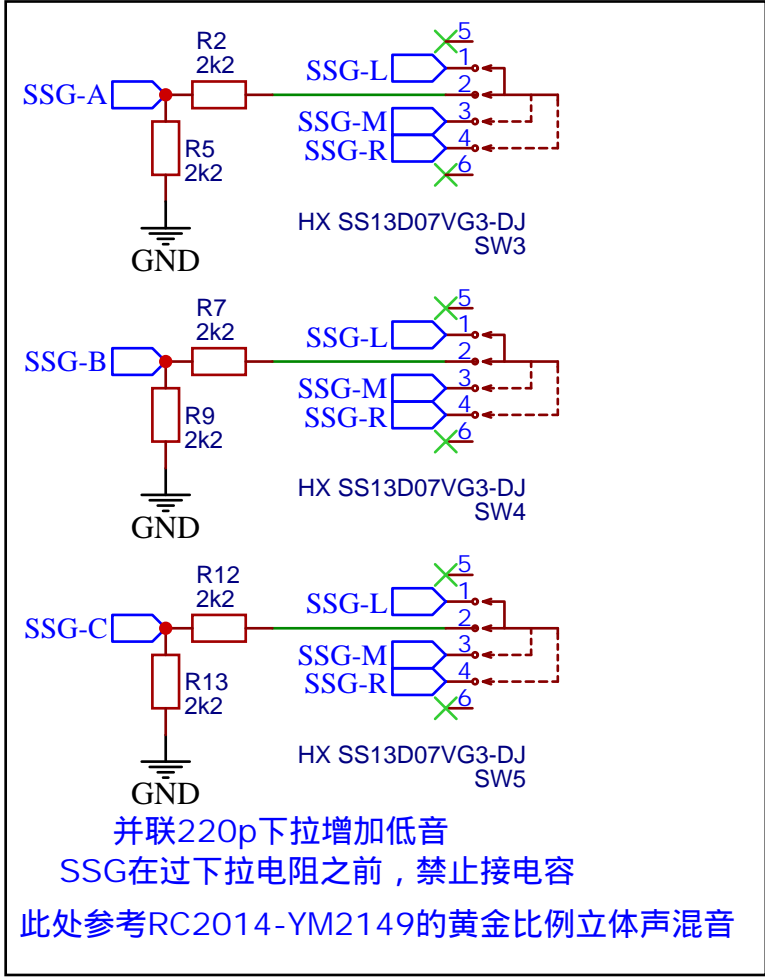 R2
2k2
SSG-A
R5
2k2
GND
SSG-L
SSG-M
SSG-R
5
1
2
3
4
6
HX SS13D07VG3-DJ
SW3
R7
2k2
SSG-B
R9
2k2
GND
SSG-L
SSG-M
SSG-R
5
1
2
3
4
6
HX SS13D07VG3-DJ
SW4
R12
2k2
SSG-C
R13
2k2
GND
SSG-L
SSG-M
SSG-R
5
1
2
3
4
6
HX SS13D07VG3-DJ
SW5
并联220p下拉增加低音
SSG在过下拉电阻之前，禁止接电容
此处参考RC2014-YM2149的黄金比例立体声混音